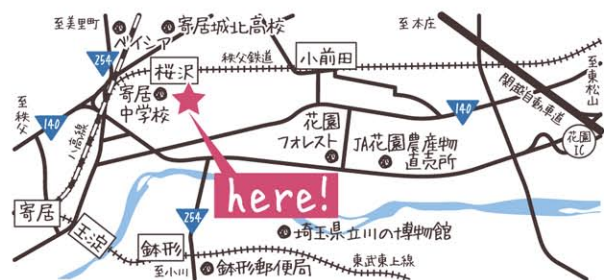 至美里町
ベイシア
寄居城北高校
至本庄
254
秩父鉄道
小前田
桜沢
至東松山
関越自動車道
至秩父
140
寄居
中学校
八高線
花園
フォレスト
JA花園農産物
直売所
140
花園
IC
here!
寄居
玉淀
254
鉢形
埼玉県立川の博物館
至小川
鉢形郵便局
東武東上線